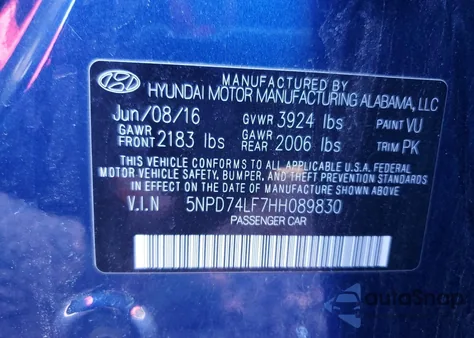 MANUFACTURED BY
HYUNDAI MOTOR MANUFACTURING ALABAMA, LLC
Jun/08/16 GVWR 3924 lbs PAINT VU
GAWR FRONT 2183 lbs GAWR REAR 2006 lbs TRIM PK
THIS VEHICLE CONFORMS TO ALL APPLICABLE U.S.A. FEDERAL
MOTOR VEHICLE SAFETY, BUMPER, AND THEFT PREVENTION STANDARDS
IN EFFECT ON THE DATE OF MANUFACTURE SHOWN ABOVE.
V.I.N 5NPD74LF7HH089830
PASSENGER CAR
autoSnap